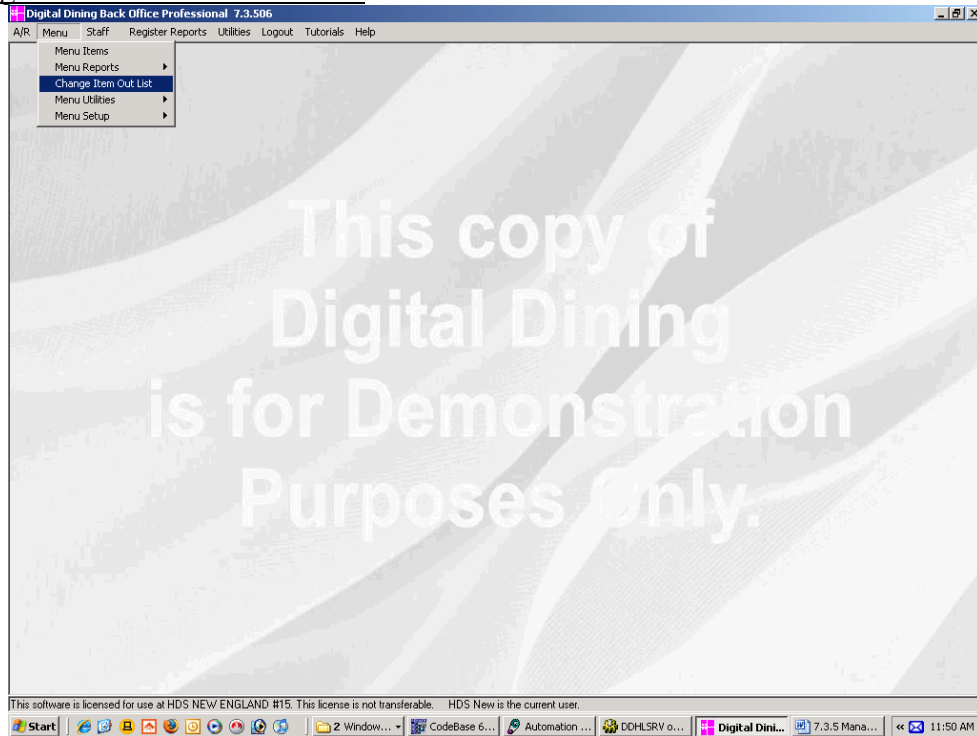 Digital Dining Back Office Professional 7.3.506
A/R Menu Staff Register Reports Utilities Logout Tutorials Help
Menu Items
Menu Reports
Change Item Out List
Menu Utilities
Menu Setup
This copy of
Digital Dining
is for Demonstration
Purposes Only.
This software is licensed for use at HDS NEW ENGLAND #15. This license is not transferable. HDS New is the current user.
Start 2 Window... CodeBase 6... Automation ... DDHLSRV o... Digital Dini... 7.3.5 Mana... « 11:50 AM